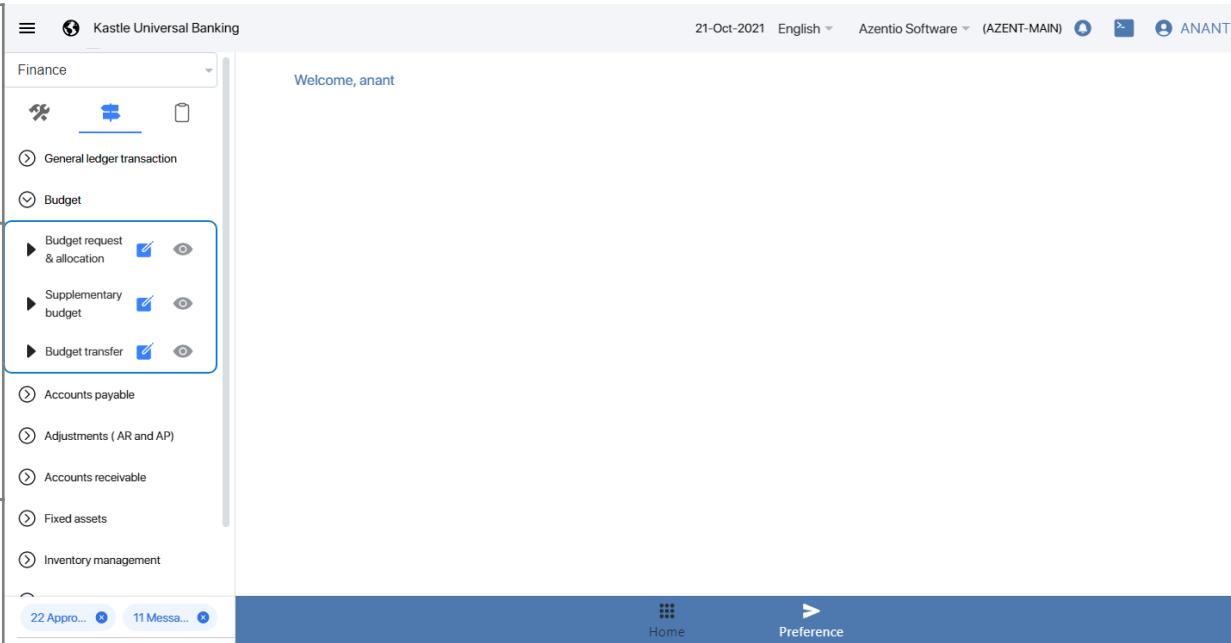 Kastle Universal Banking
21-Oct-2021 English Azentio Software (AZENT-MAIN) ANANT
Finance
Welcome, anant
General ledger transaction
Budget
Budget request
& allocation
Supplementary
budget
Budget transfer
Accounts payable
Adjustments ( AR and AP)
Accounts receivable
Fixed assets
Inventory management
22 Appro... 11 Messa...
Home Preference